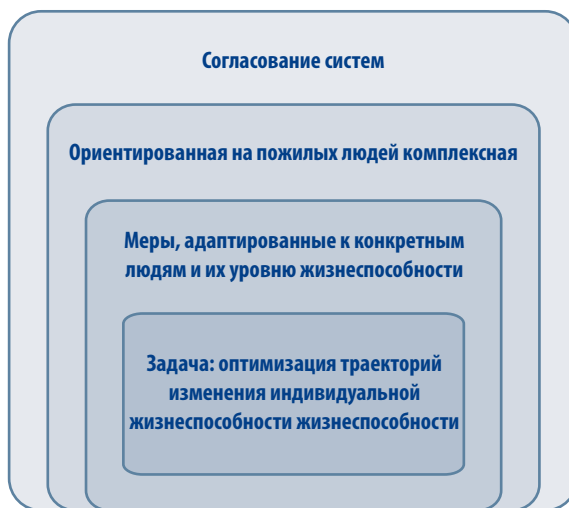 Согласование систем
Ориентированная на пожилых людей комплексная
Меры, адаптированные к конкретным
людям и их уровню жизнеспособности
Задача: оптимизация траекторий
изменения индивидуальной
жизнеспособности жизнеспособности